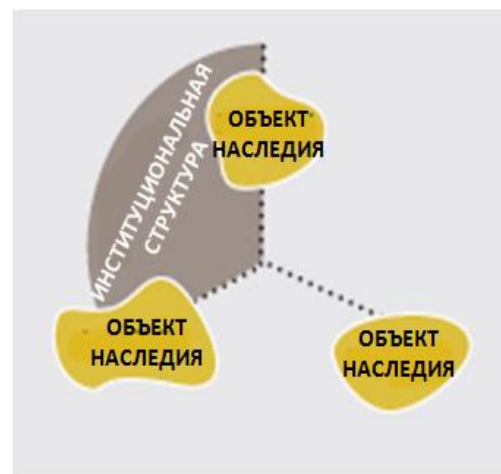 ИНСТИТУЦИОНАЛЬНАЯ
СТРУКТУРА
ОБЪЕКТ
НАСЛЕДИЯ
ОБЪЕКТ
НАСЛЕДИЯ
ОБЪЕКТ
НАСЛЕДИЯ